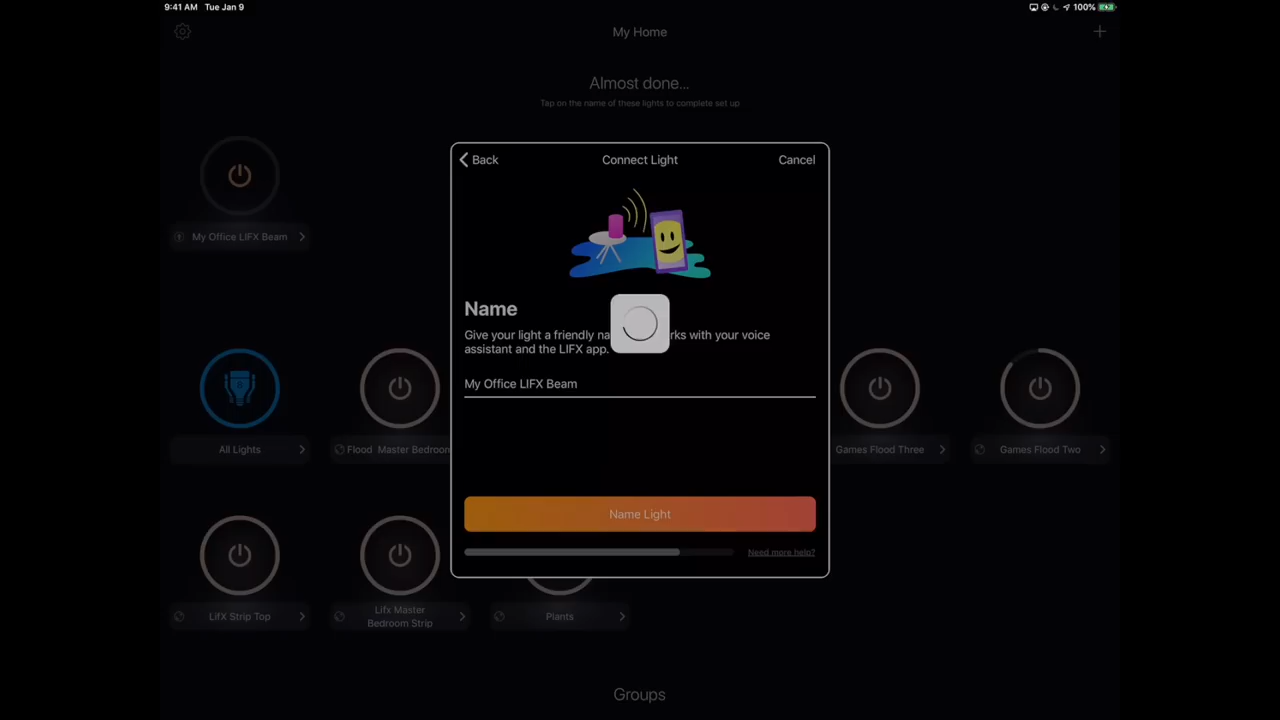 9:41 AM Tue Jan 9
100%
My Home
Almost done...
Tap on the name of these lights to complete set up
Back
Connect Light
Cancel
My Office LIFX Beam
Name
Give your light a friendly na rks with your voice
assistant and the LIFX app.
My Office LIFX Beam
All Lights
Flood Master Bedroom
Games Flood Three
Games Flood Two
Name Light
Need more help?
LifX Strip Top
Lifx Master
Bedroom Strip
Plants
Groups